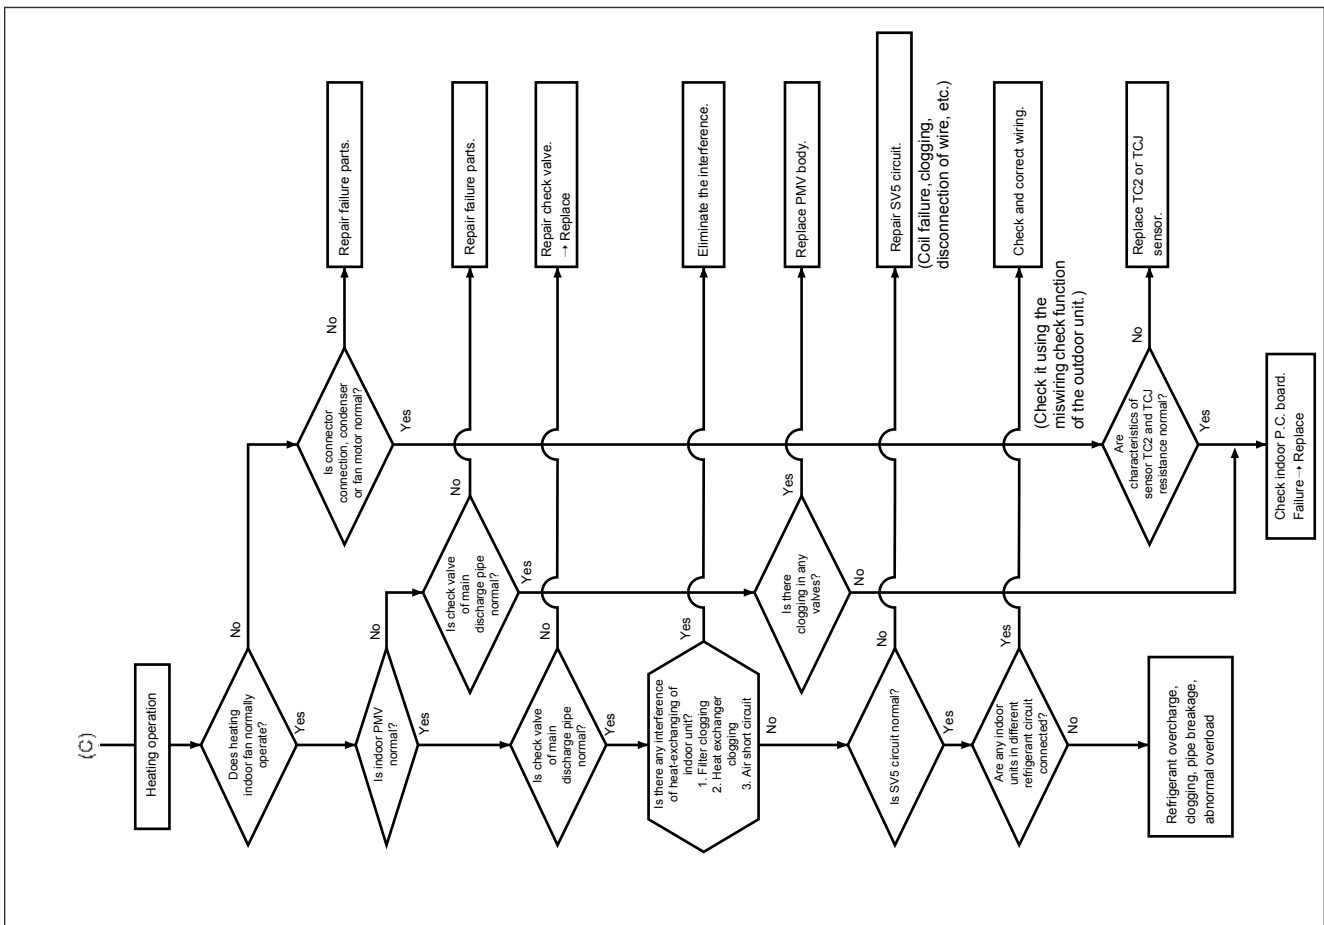 (C)
Heating operation
Does heating
indoor fan normally
operate?
No
Yes
Is connector
connection, condenser
or fan motor normal?
No
Yes
Repair failure parts.
Is indoor PMV
normal?
No
Yes
Is check valve
of main
discharge pipe
normal?
No
Yes
Repair failure parts.
Is check valve
of main
discharge pipe normal?
No
Yes
Repair check valve.
→ Replace
Is there any interference
of heat-exchanging of
indoor unit?
1. Filter clogging
2. Heat exchanger
clogging
3. Air short circuit
Yes
No
Eliminate the interference.
Is there
clogging in any
valves?
Yes
No
Replace PMV body.
Is SV5 circuit normal?
No
Yes
Repair SV5 circuit.
(Coil failure, clogging,
disconnection of wire, etc.)
Are any indoor
units in different
refrigerant circuit
connected?
Yes
No
Check and correct wiring.
(Check it using the
miswiring check function
of the outdoor unit.)
Are
characteristics of
sensor TC2 and TCJ
resistance normal?
No
Yes
Replace TC2 or TCJ
sensor.
Refrigerant overcharge,
clogging, pipe breakage,
abnormal overload
Check indoor P.C. board.
Failure → Replace